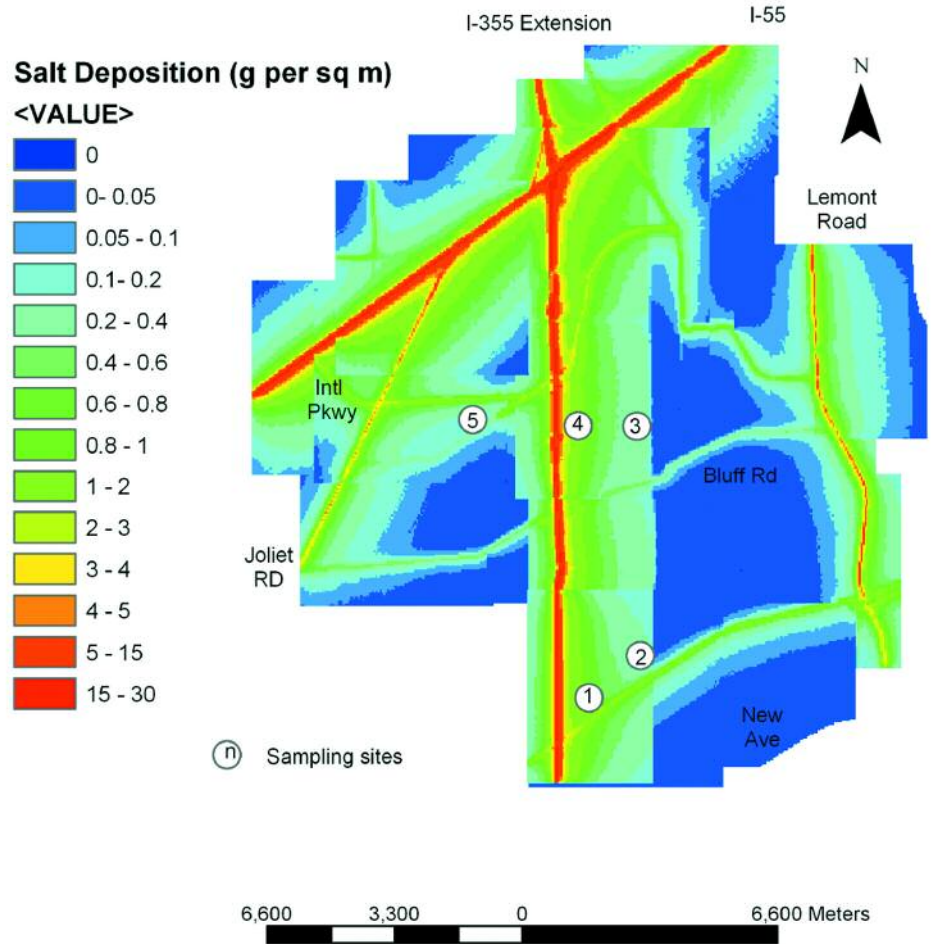 I-355 Extension
I-55
Salt Deposition (g per sq m)
<VALUE>
0
0- 0.05
0.05 - 0.1
0.1- 0.2
0.2 - 0.4
0.4 - 0.6
0.6 - 0.8
0.8 - 1
1 - 2
2 - 3
3 - 4
4 - 5
5 - 15
15 - 30
N
Lemont
Road
Intl
Pkwy
5
4
3
Bluff Rd
Joliet
RD
2
1
New
Ave
n
Sampling sites
6,600
3,300
0
6,600 Meters